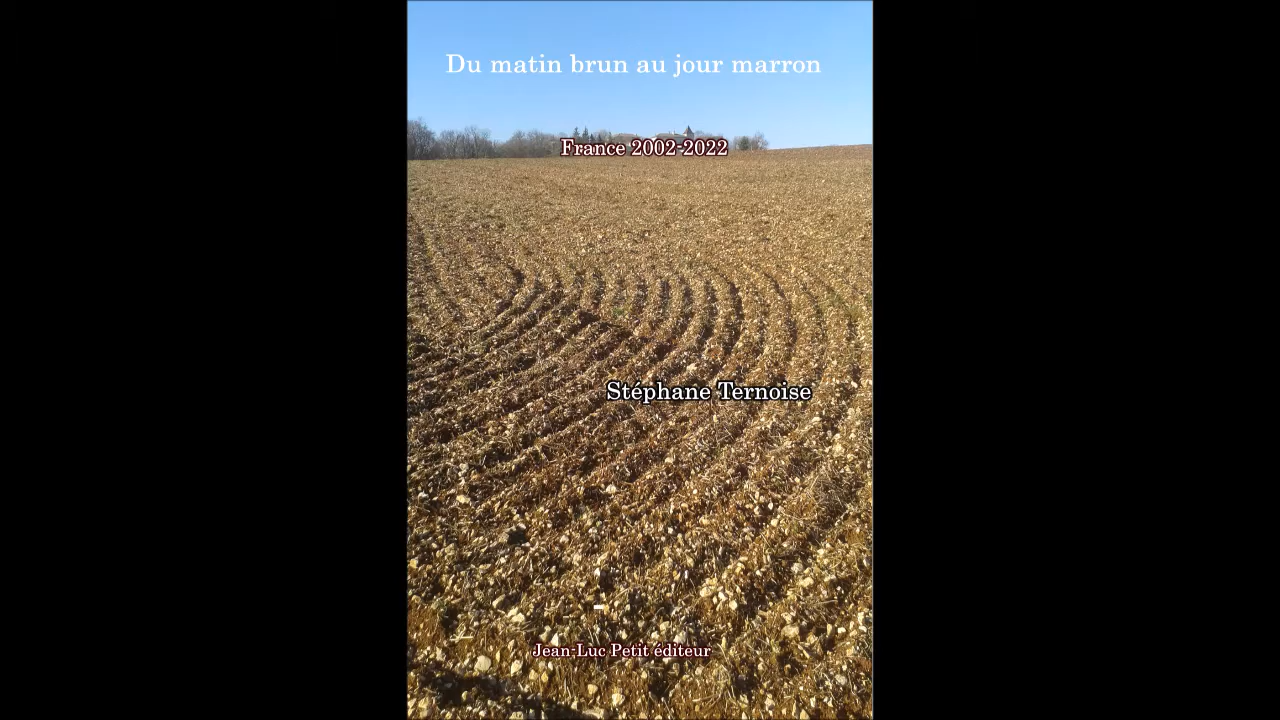 Du matin brun au jour marron
France 2002-2022
Stéphane Ternoise
Jean-Luc Petit éditeur